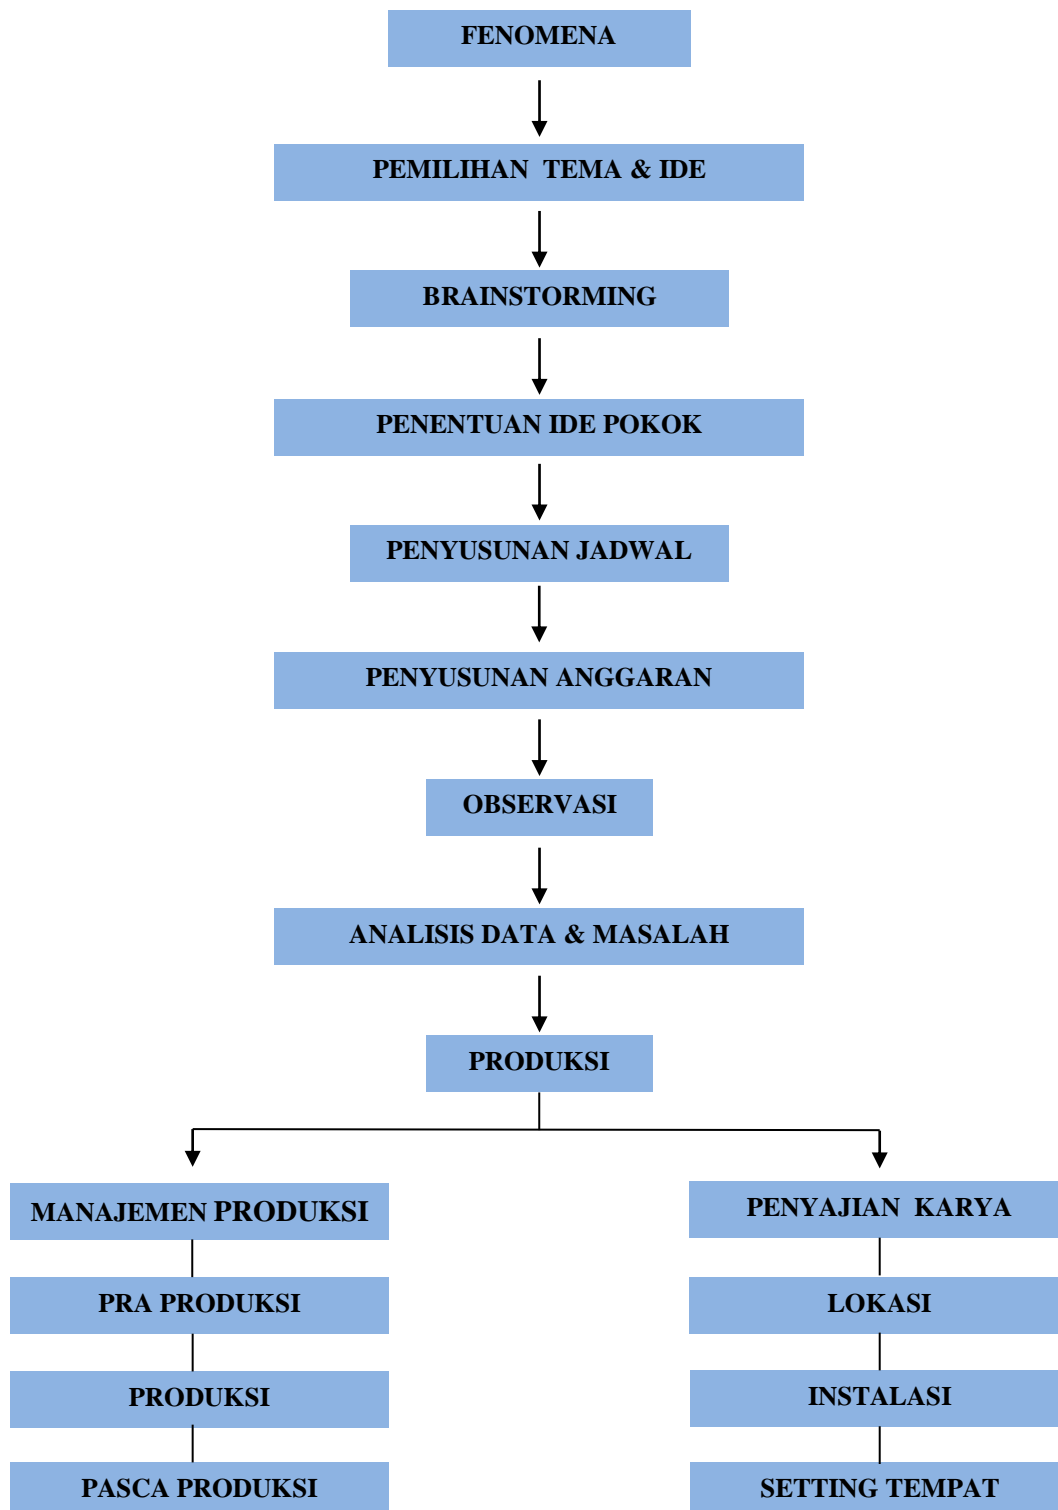 FENOMENA
PEMILIHAN TEMA & IDE
BRAINSTORMING
PENENTUAN IDE POKOK
PENYUSUNAN JADWAL
PENYUSUNAN ANGGARAN
OBSERVASI
ANALISIS DATA & MASALAH
PRODUKSI
MANAJEMEN PRODUKSI
PRA PRODUKSI
PRODUKSI
PASCA PRODUKSI
PENYAJIAN KARYA
LOKASI
INSTALASI
SETTING TEMPAT